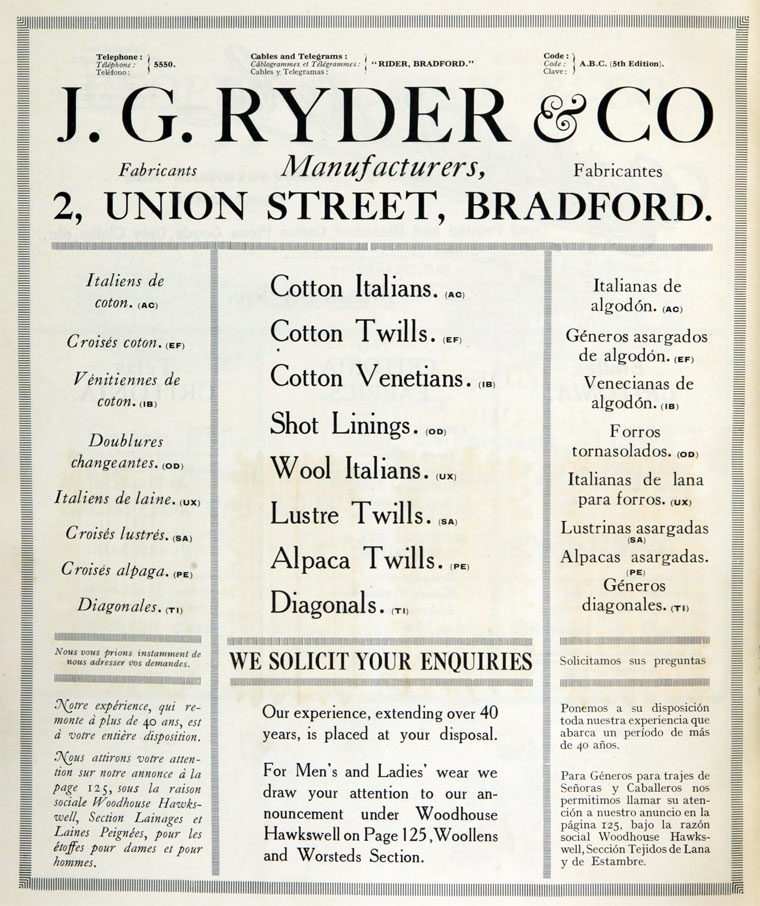 Telephone :
Téléphone :
Teléfono :
5550.
Cables and Telegrams :
Câblogrammes et Télégrammes :
Cables y Telegramas :
"RIDER, BRADFORD."
Code :
Code :
Clave :
A.B.C. (5th Edition).
J. G. RYDER & CO
Fabricants
Manufacturers,
Fabricantes
2, UNION STREET, BRADFORD.
Italiens de
coton. (AC)
Croisés coton. (EF)
Vénitiennes de
coton. (IB)
Doublures
changeantes. (OD)
Italiens de laine. (UX)
Croisés lustrés. (SA)
Croisés alpaga. (PE)
Diagonales. (TI)
Nous vous prions instamment de
nous adresser vos demandes.
Notre expérience, qui re-
monte à plus de 40 ans, est
à votre entière disposition.
Nous attirons votre atten-
tion sur notre annonce à la
page 125, sous la raison
sociale Woodhouse Hawks-
well, Section Lainages et
Laines Peignées, pour les
étoffes pour dames et pour
hommes.
Cotton Italians. (AC)
Cotton Twills. (EF)
Cotton Venetians. (IB)
Shot Linings. (OD)
Wool Italians. (UX)
Lustre Twills. (SA)
Alpaca Twills. (PE)
Diagonals. (TI)
WE SOLICIT YOUR ENQUIRIES
Our experience, extending over 40
years, is placed at your disposal.
For Men's and Ladies' wear we
draw your attention to our an-
nouncement under Woodhouse
Hawkswell on Page 125, Woollens
and Worsteds Section.
Italianas de
algodón. (AC)
Géneros asargados
de algodón. (EF)
Venecianas de
algodón. (IB)
Forros
tornasolados. (OD)
Italianas de lana
para forros. (UX)
Lustrinas asargadas
(SA)
Alpacas asargadas.
(PE)
Géneros
diagonales. (TI)
Solicitamos sus preguntas
Ponemos a su disposición
toda nuestra experiencia que
abarca un período de más
de 40 años.
Para Géneros para trajes de
Señoras y Caballeros nos
permitimos llamar su aten-
ción a nuestro anuncio en la
página 125, bajo la razón
social Woodhouse Hawks-
well, Sección Tejidos de Lana
y de Estambre.